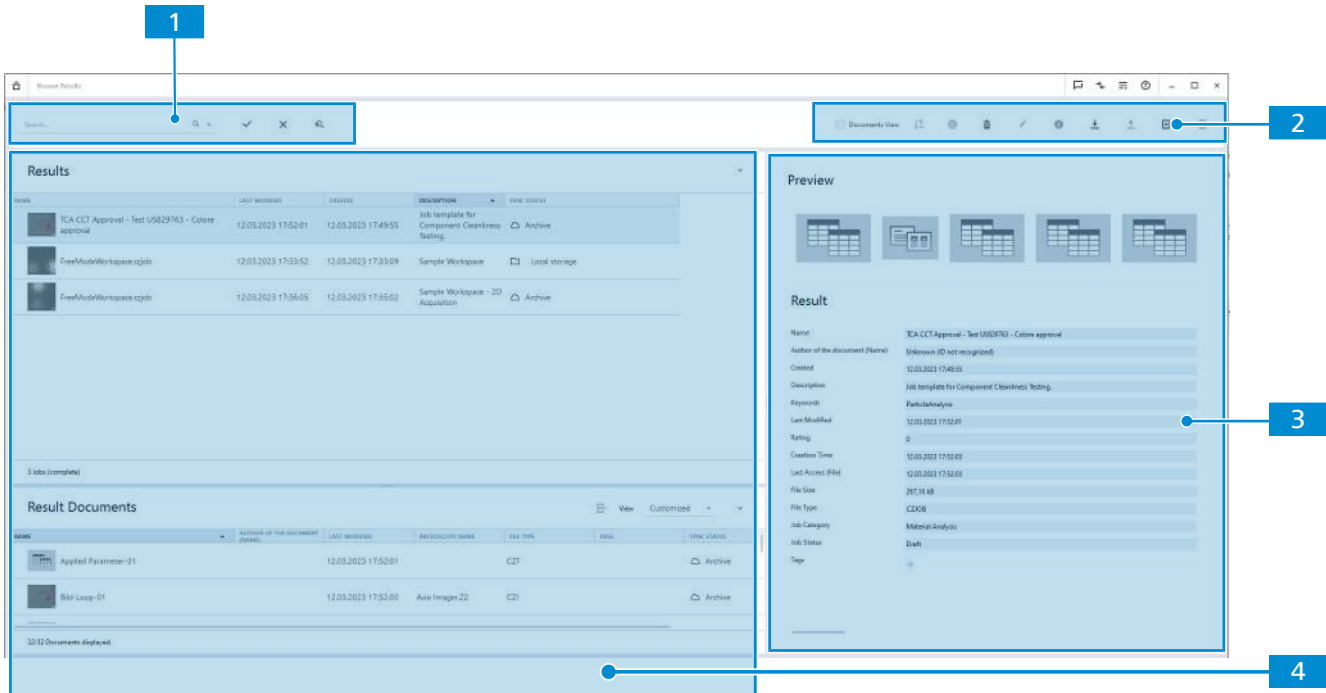 1
Browse Results
Search...
Documents View
2
Results
NAME LAST MODIFIED CREATED DESCRIPTION SYNC STATUS
TCA CCT Approval - Test US829763 - Colore approval 12.03.2023 17:52:01 12.03.2023 17:49:55 Job template for Component Cleanliness Testing. Archive
FreeModeWorkspace.czjob 12.03.2023 17:33:52 12.03.2023 17:33:09 Sample Workspace Local storage
FreeModeWorkspace.czjob 12.03.2023 17:36:05 12.03.2023 17:35:02 Sample Workspace - 2D Acquisition Archive
3 Jobs (complete)
Result Documents
View Customized
NAME AUTHOR OF THE DOCUMENT (NAME) LAST MODIFIED MICROSCOPE NAME FILE TYPE TAGS SYNC STATUS
Applied Parameter-01 12.03.2023 17:52:01 CZT Archive
Bild-Loop-01 12.03.2023 17:52:00 Axio Imager.Z2 CZI Archive
32/32 Documents displayed.
Preview
Result
Name TCA CCT Approval - Test US829763 - Colore approval
Author of the document (Name) Unknown (ID not recognized)
Created 12.03.2023 17:49:55
Description Job template for Component Cleanliness Testing.
Keywords ParticleAnalysis
Last Modified 12.03.2023 17:52:01
Rating 0
Creation Time 12.03.2023 17:52:03
Last Access (File) 12.03.2023 17:52:03
File Size 287,16 kB
File Type CZJOB
Job Category Material Analysis
Job Status Draft
Tags
3
4